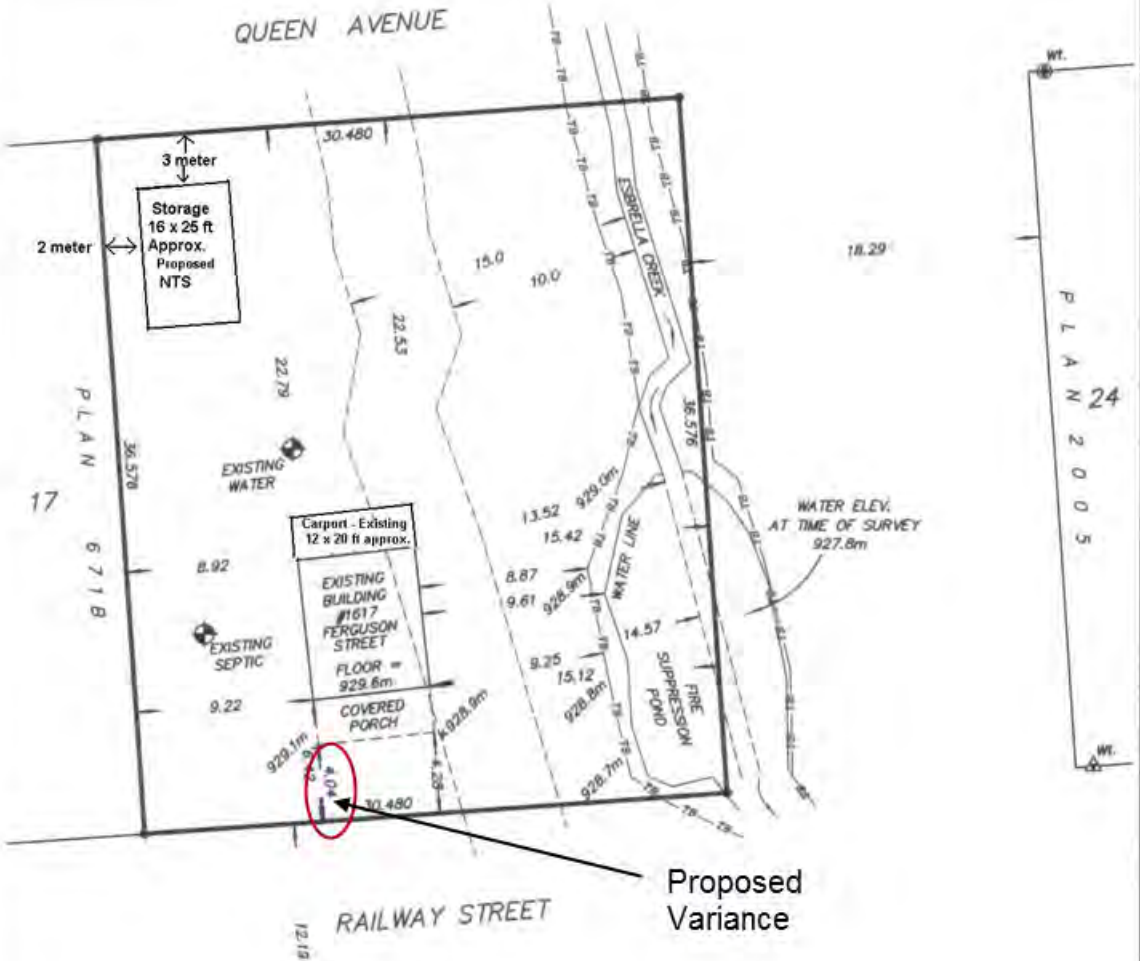 QUEEN AVENUE
Wt.
30.480
3 meter
Storage
16 x 25 ft
Approx.
Proposed
NTS
2 meter
ESBRELLA CREEK
18.29
15.0
10.0
22.53
22.79
PLAN 2005
24
PLAN 671B
36.576
36.576
17
EXISTING
WATER
13.52
929.0m
15.42
WATER ELEV.
AT TIME OF SURVEY
927.8m
Carport - Existing
12 x 20 ft approx.
WATER LINE
8.92
EXISTING
BUILDING
#1617
FERGUSON
STREET
FLOOR =
929.6m
8.87
9.61
928.9m
14.57
EXISTING
SEPTIC
9.25
15.12
928.8m
FIRE
SUPPRESSION
POND
9.22
COVERED
PORCH
928.9m
929.1m
4.04
4.26
30.480
928.7m
Wt.
Proposed
Variance
RAILWAY STREET
12.19
TB